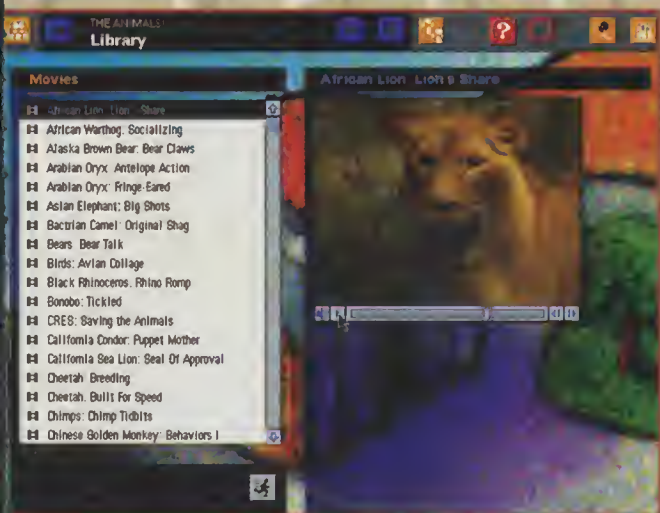 THE ANIMALS!
Library
Movies
African Lion: Lion's Share
African Lion: Lion's Share
African Warthog: Socializing
Alaska Brown Bear: Bear Claws
Arabian Oryx: Antelope Action
Arabian Oryx: Fringe-Eared
Asian Elephant: Big Shots
Bactrian Camel: Original Shag
Bears: Bear Talk
Birds: Avian Collage
Black Rhinoceros: Rhino Romp
Bonobo: Tickled
CRES: Saving the Animals
California Condor: Puppet Mother
California Sea Lion: Seal Of Approval
Cheetah: Breeding
Cheetah: Built For Speed
Chimps: Chimp Tidbits
Chinese Golden Monkey: Behaviors I
?